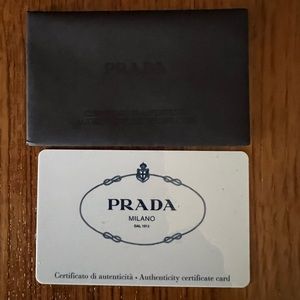 PRADA
PRADA
MILANO
DAL 1913
Certificato di autenticità • Authenticity certificate card